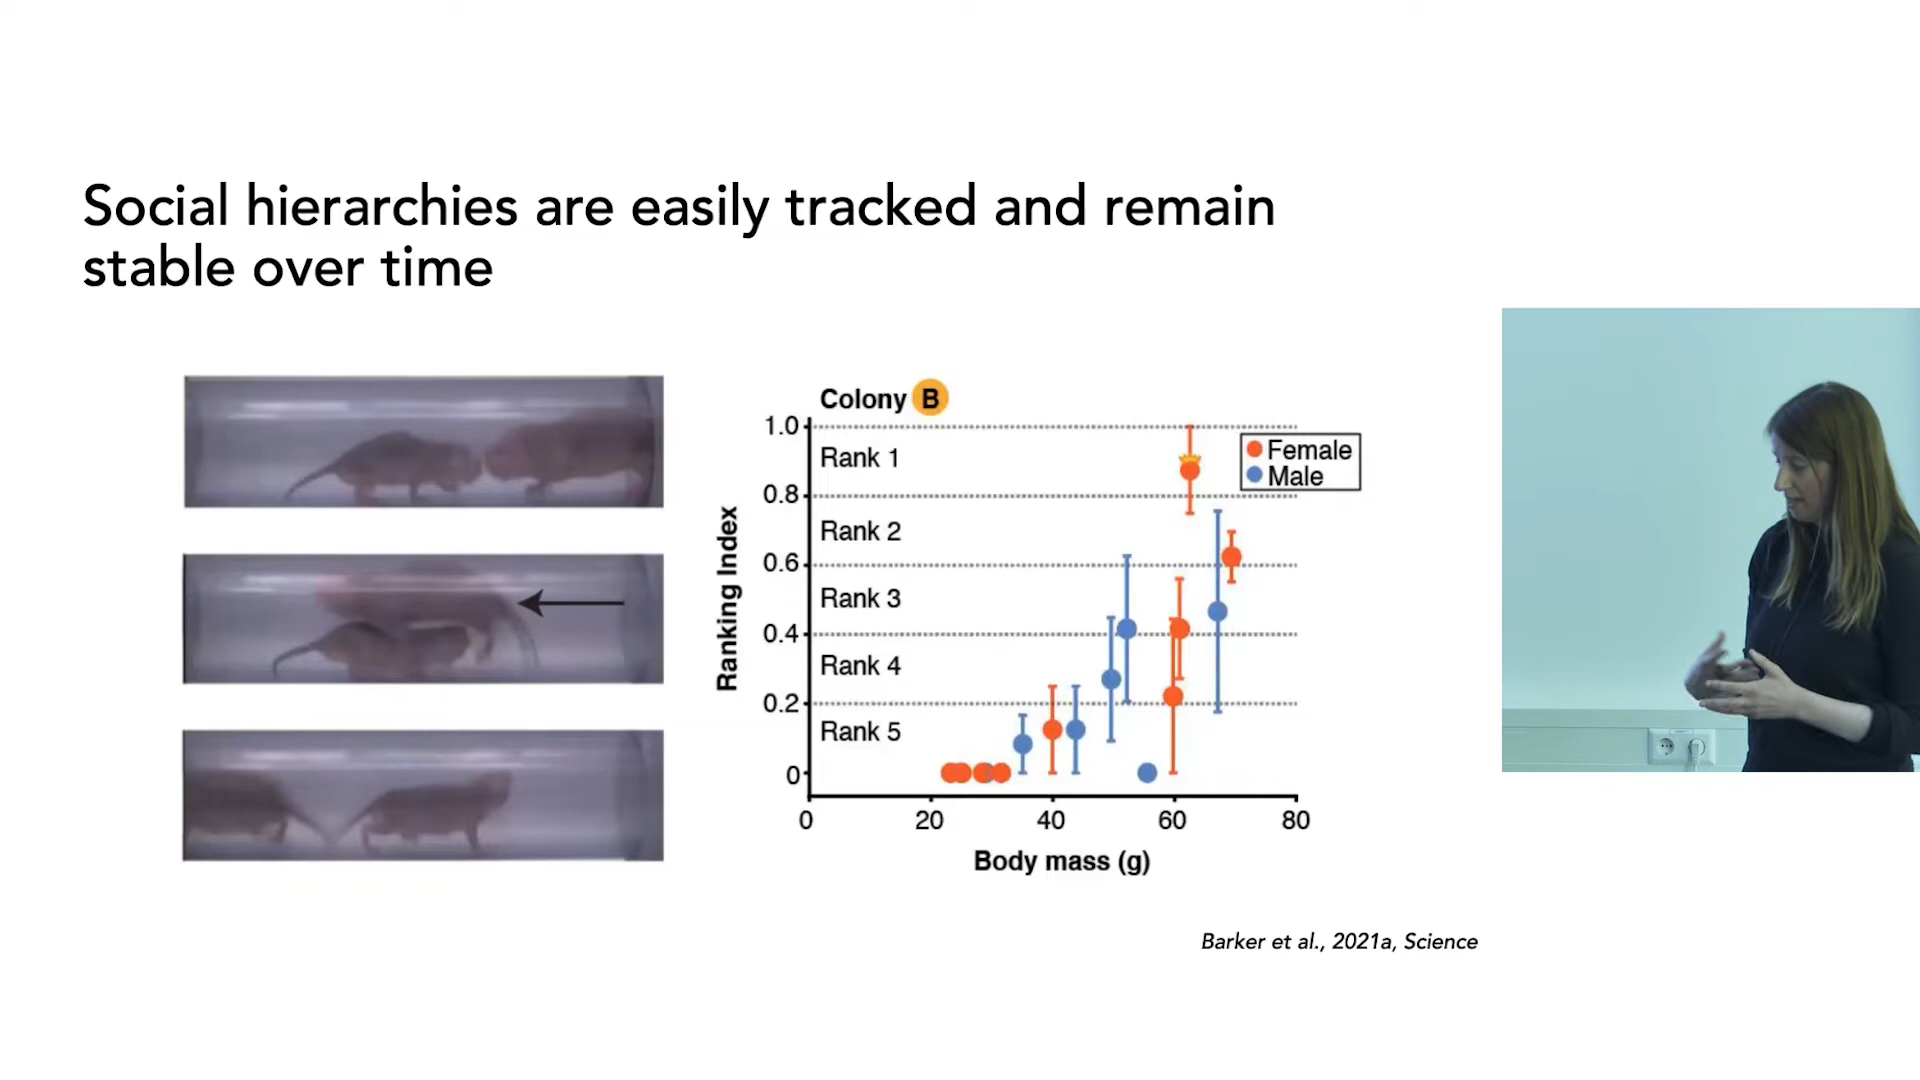 Social hierarchies are easily tracked and remain
stable over time
Colony B
1.0
0.8
0.6
0.4
0.2
0
Ranking Index
Rank 1
Rank 2
Rank 3
Rank 4
Rank 5
Female
Male
0 20 40 60 80
Body mass (g)
Barker et al., 2021a, Science